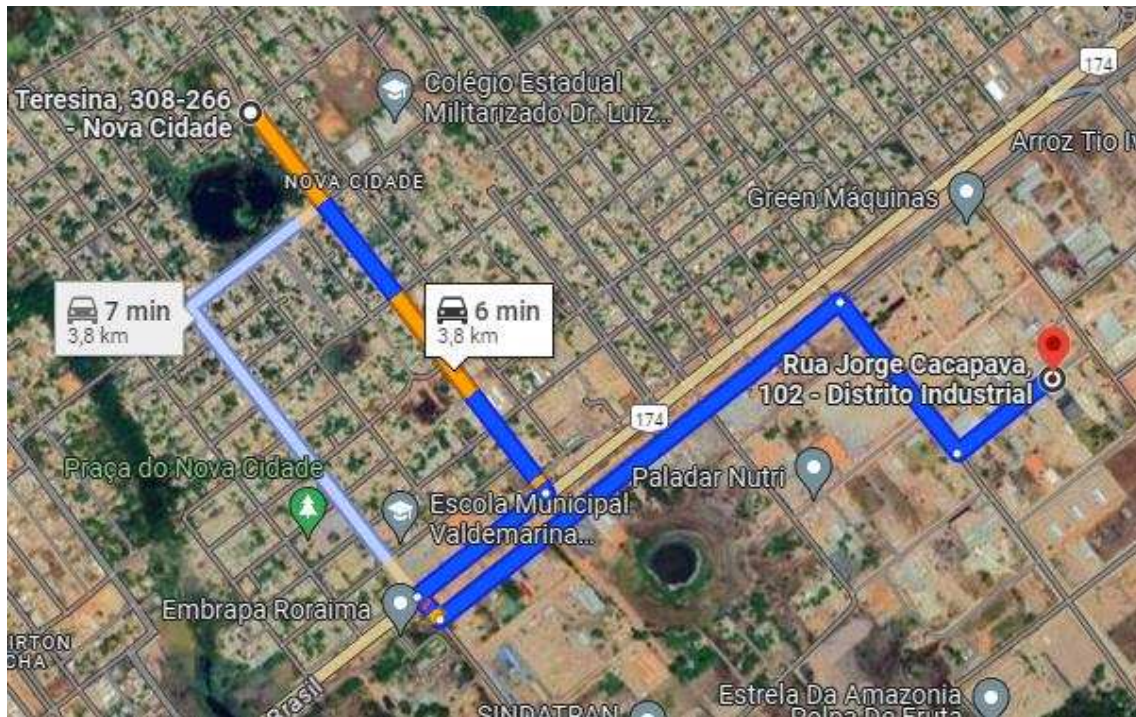 Colégio Estadual
Militarizado Dr. Luiz...
174
Teresina, 308-266
- Nova Cidade
Arroz Tio Iv
NOVA CIDADE
Green Máquinas
7 min
3,8 km
6 min
3,8 km
Rua Jorge Cacapava,
102 - Distrito Industrial
174
Praça do Nova Cidade
Paladar Nutri
Escola Municipal
Valdemarina...
Embrapa Roraima
IRTON
CHA
Brasil
Estrela Da Amazonia
Polpa De Fruta
SINDATRAN